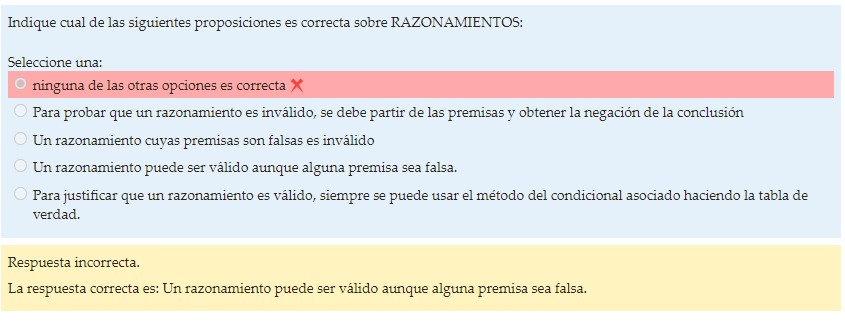 Indique cual de las siguientes proposiciones es correcta sobre RAZONAMIENTOS:
Seleccione una:
ninguna de las otras opciones es correcta
Para probar que un razonamiento es inválido, se debe partir de las premisas y obtener la negación de la conclusión
Un razonamiento cuyas premisas son falsas es inválido
Un razonamiento puede ser válido aunque alguna premisa sea falsa.
Para justificar que un razonamiento es válido, siempre se puede usar el método del condicional asociado haciendo la tabla de
verdad.
Respuesta incorrecta.
La respuesta correcta es: Un razonamiento puede ser válido aunque alguna premisa sea falsa.